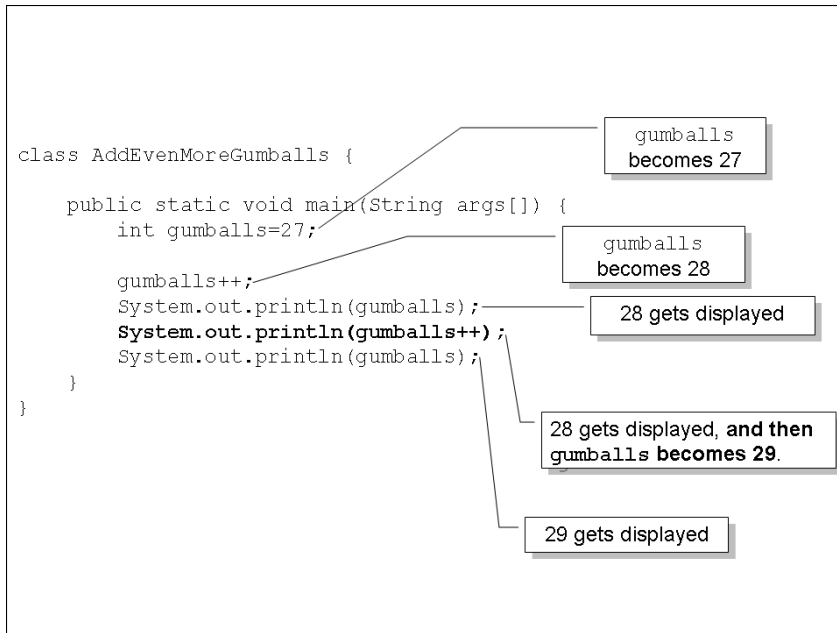 class AddEvenMoreGumballs {
public static void main(String args[]) {
int gumballs=27;
gumballs++;
System.out.println(gumballs);
System.out.println(gumballs++);
System.out.println(gumballs);
}
}
gumballs
becomes 27
gumballs
becomes 28
28 gets displayed
28 gets displayed, and then
gumballs becomes 29.
29 gets displayed